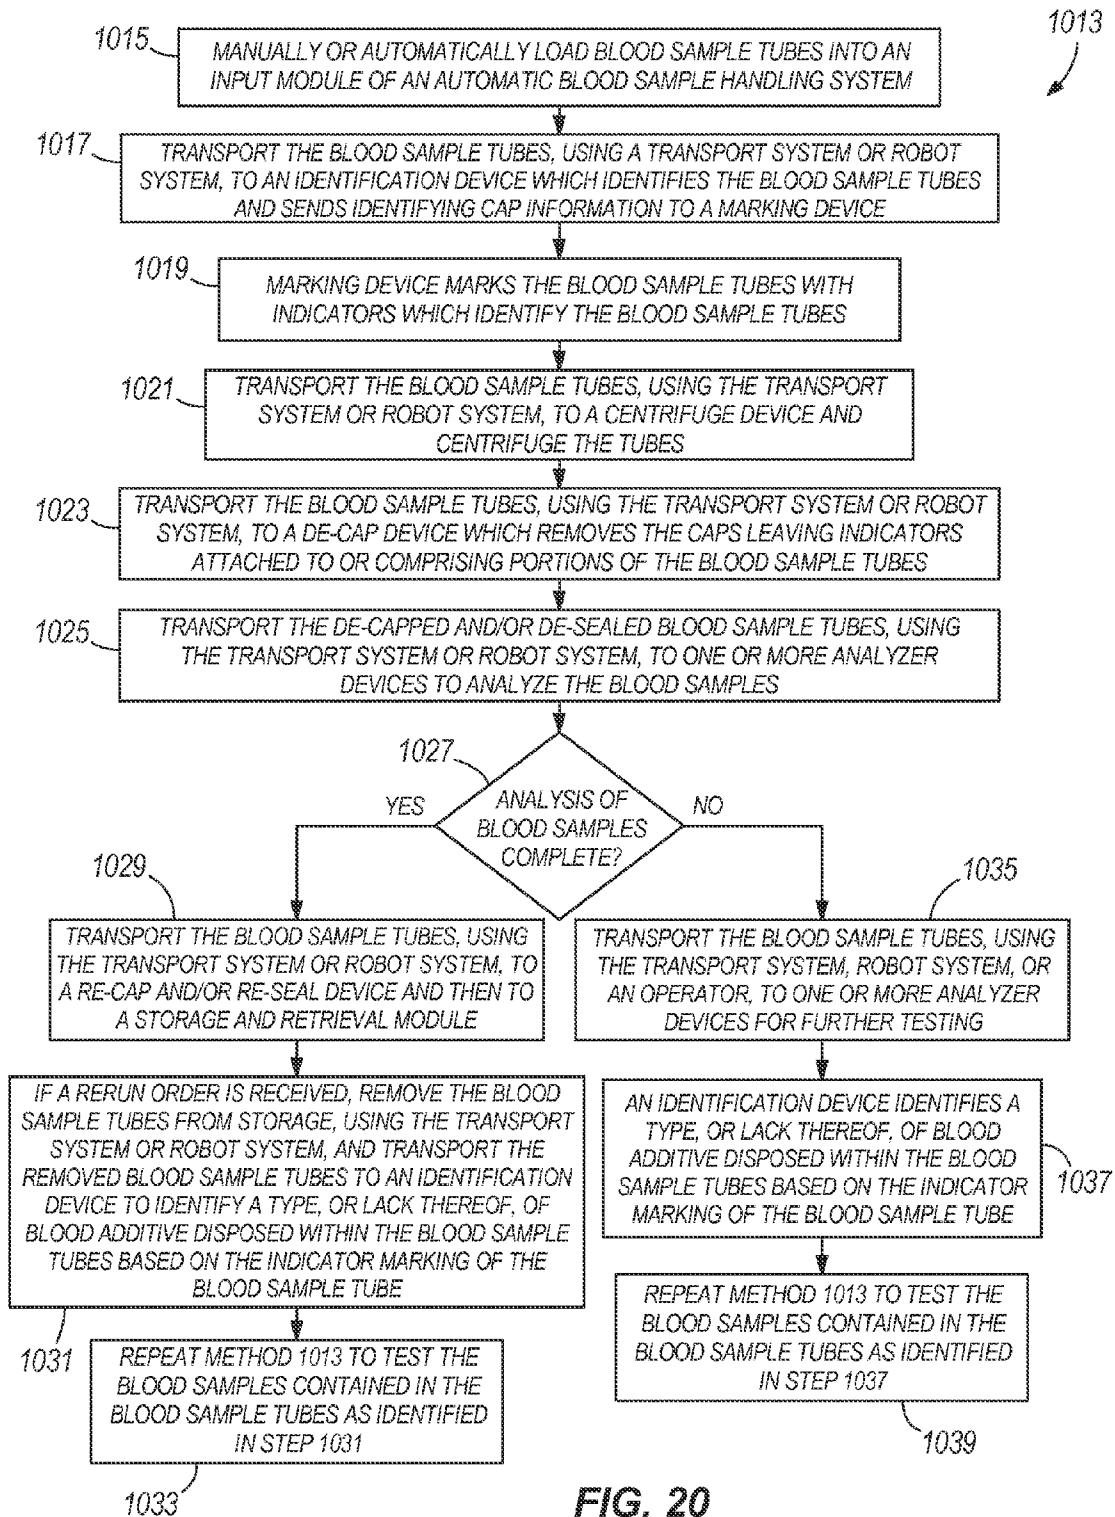 1013
1015
MANUALLY OR AUTOMATICALLY LOAD BLOOD SAMPLE TUBES INTO AN
INPUT MODULE OF AN AUTOMATIC BLOOD SAMPLE HANDLING SYSTEM
1017
TRANSPORT THE BLOOD SAMPLE TUBES, USING A TRANSPORT SYSTEM OR ROBOT
SYSTEM, TO AN IDENTIFICATION DEVICE WHICH IDENTIFIES THE BLOOD SAMPLE TUBES
AND SENDS IDENTIFYING CAP INFORMATION TO A MARKING DEVICE
1019
MARKING DEVICE MARKS THE BLOOD SAMPLE TUBES WITH
INDICATORS WHICH IDENTIFY THE BLOOD SAMPLE TUBES
1021
TRANSPORT THE BLOOD SAMPLE TUBES, USING THE TRANSPORT
SYSTEM OR ROBOT SYSTEM, TO A CENTRIFUGE DEVICE AND
CENTRIFUGE THE TUBES
1023
TRANSPORT THE BLOOD SAMPLE TUBES, USING THE TRANSPORT SYSTEM OR ROBOT
SYSTEM, TO A DE-CAP DEVICE WHICH REMOVES THE CAPS LEAVING INDICATORS
ATTACHED TO OR COMPRISING PORTIONS OF THE BLOOD SAMPLE TUBES
1025
TRANSPORT THE DE-CAPPED AND/OR DE-SEALED BLOOD SAMPLE TUBES, USING
THE TRANSPORT SYSTEM OR ROBOT SYSTEM, TO ONE OR MORE ANALYZER
DEVICES TO ANALYZE THE BLOOD SAMPLES
1027
YES
NO
ANALYSIS OF
BLOOD SAMPLES
COMPLETE?
1029
TRANSPORT THE BLOOD SAMPLE TUBES, USING
THE TRANSPORT SYSTEM OR ROBOT SYSTEM, TO
A RE-CAP AND/OR RE-SEAL DEVICE AND THEN TO
A STORAGE AND RETRIEVAL MODULE
IF A RERUN ORDER IS RECEIVED, REMOVE THE BLOOD
SAMPLE TUBES FROM STORAGE, USING THE TRANSPORT
SYSTEM OR ROBOT SYSTEM, AND TRANSPORT THE
REMOVED BLOOD SAMPLE TUBES TO AN IDENTIFICATION
DEVICE TO IDENTIFY A TYPE, OR LACK THEREOF, OF
BLOOD ADDITIVE DISPOSED WITHIN THE BLOOD SAMPLE
TUBES BASED ON THE INDICATOR MARKING OF THE
BLOOD SAMPLE TUBE
1031
REPEAT METHOD 1013 TO TEST THE
BLOOD SAMPLES CONTAINED IN THE
BLOOD SAMPLE TUBES AS IDENTIFIED
IN STEP 1031
1033
1035
TRANSPORT THE BLOOD SAMPLE TUBES, USING
THE TRANSPORT SYSTEM, ROBOT SYSTEM, OR
AN OPERATOR, TO ONE OR MORE ANALYZER
DEVICES FOR FURTHER TESTING
AN IDENTIFICATION DEVICE IDENTIFIES A
TYPE, OR LACK THEREOF, OF BLOOD
ADDITIVE DISPOSED WITHIN THE BLOOD
SAMPLE TUBES BASED ON THE INDICATOR
MARKING OF THE BLOOD SAMPLE TUBE
1037
REPEAT METHOD 1013 TO TEST THE
BLOOD SAMPLES CONTAINED IN THE
BLOOD SAMPLE TUBES AS IDENTIFIED
IN STEP 1037
1039
FIG. 20